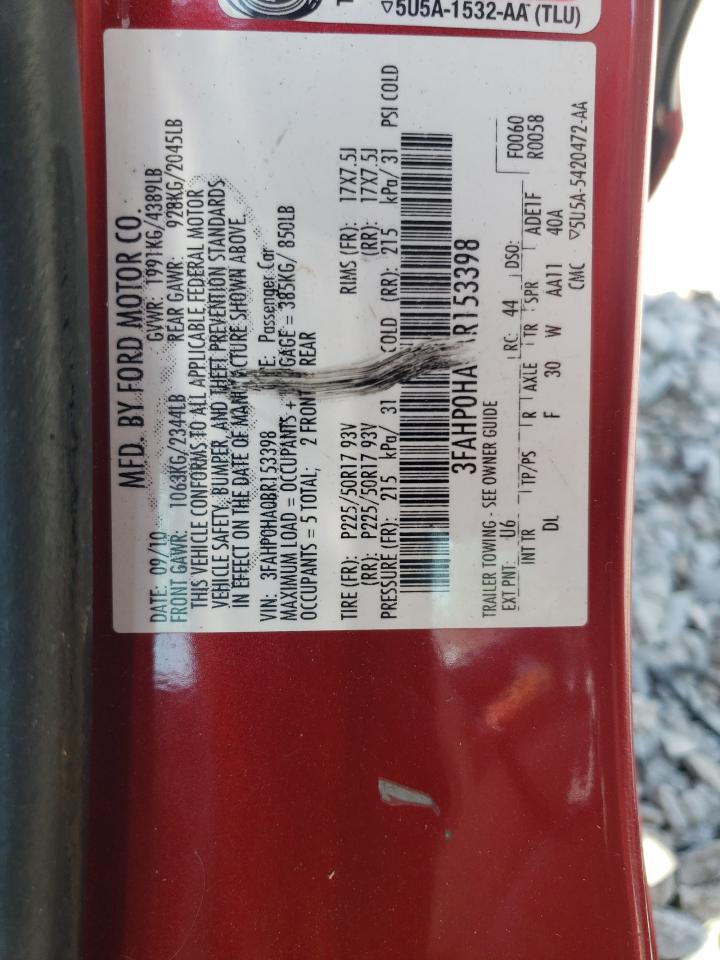 ▽5U5A-1532-AA (TLU)
MFD. BY FORD MOTOR CO.
DATE: 09/10 GVWR: 1991KG/4389LB
FRONT GAWR: 1063KG/2344LB REAR GAWR: 928KG/2045LB
THIS VEHICLE CONFORMS TO ALL APPLICABLE FEDERAL MOTOR
VEHICLE SAFETY, BUMPER, AND THEFT PREVENTION STANDARDS
IN EFFECT ON THE DATE OF MANUFACTURE SHOWN ABOVE.
VIN: 3FAHP0HA0BR153398 E: Passenger Car
MAXIMUM LOAD = OCCUPANTS + GAGE = 385KG/ 850LB
OCCUPANTS = 5 TOTAL; 2 FRONT REAR
TIRE (FR): P225/50R17 93V RIMS (FR): 17X7.5J
(RR): P225/50R17 93V (RR): 17X7.5J
PRESSURE (FR): 215 kPa/ 31 COLD (RR): 215 kPa/ 31 PSI COLD
3FAHP0HA R153398
TRAILER TOWING - SEE OWNER GUIDE F0060
EXT PNT: U6 RC: 44 DSO: R0058
INT TR TP/PS R AXLE TR SPR ADE1F
DL F 30 W AA11 40A
CMC ▽5U5A-5420472-AA